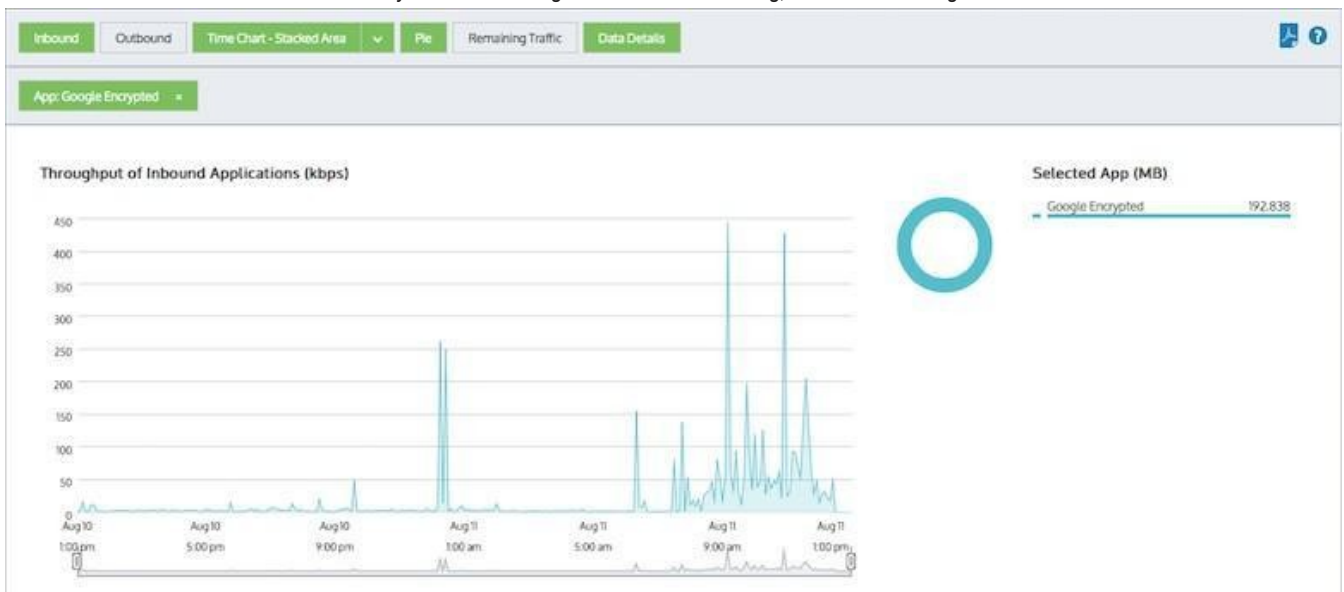 Inbound Outbound Time Chart - Stacked Area Pie Remaining Traffic Data Details
App: Google Encrypted ×
Throughput of Inbound Applications (kbps)
Selected App (MB)
Google Encrypted 192.838
450
400
350
300
250
200
150
100
50
0
Aug 10 Aug 10 Aug 10 Aug 11 Aug 11 Aug 11 Aug 11
1:00 pm 5:00 pm 9:00 pm 1:00 am 5:00 am 9:00 am 1:00 pm